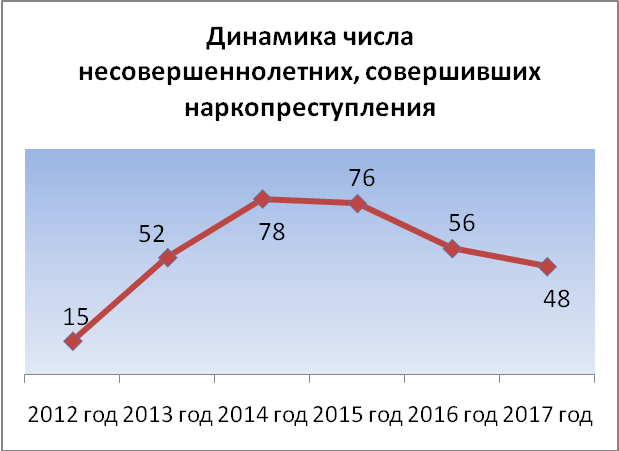 Динамика числа
несовершеннолетних, совершивших
наркопреступления
76
52
78
56
48
15
2012 год 2013 год 2014 год 2015 год 2016 год 2017 год